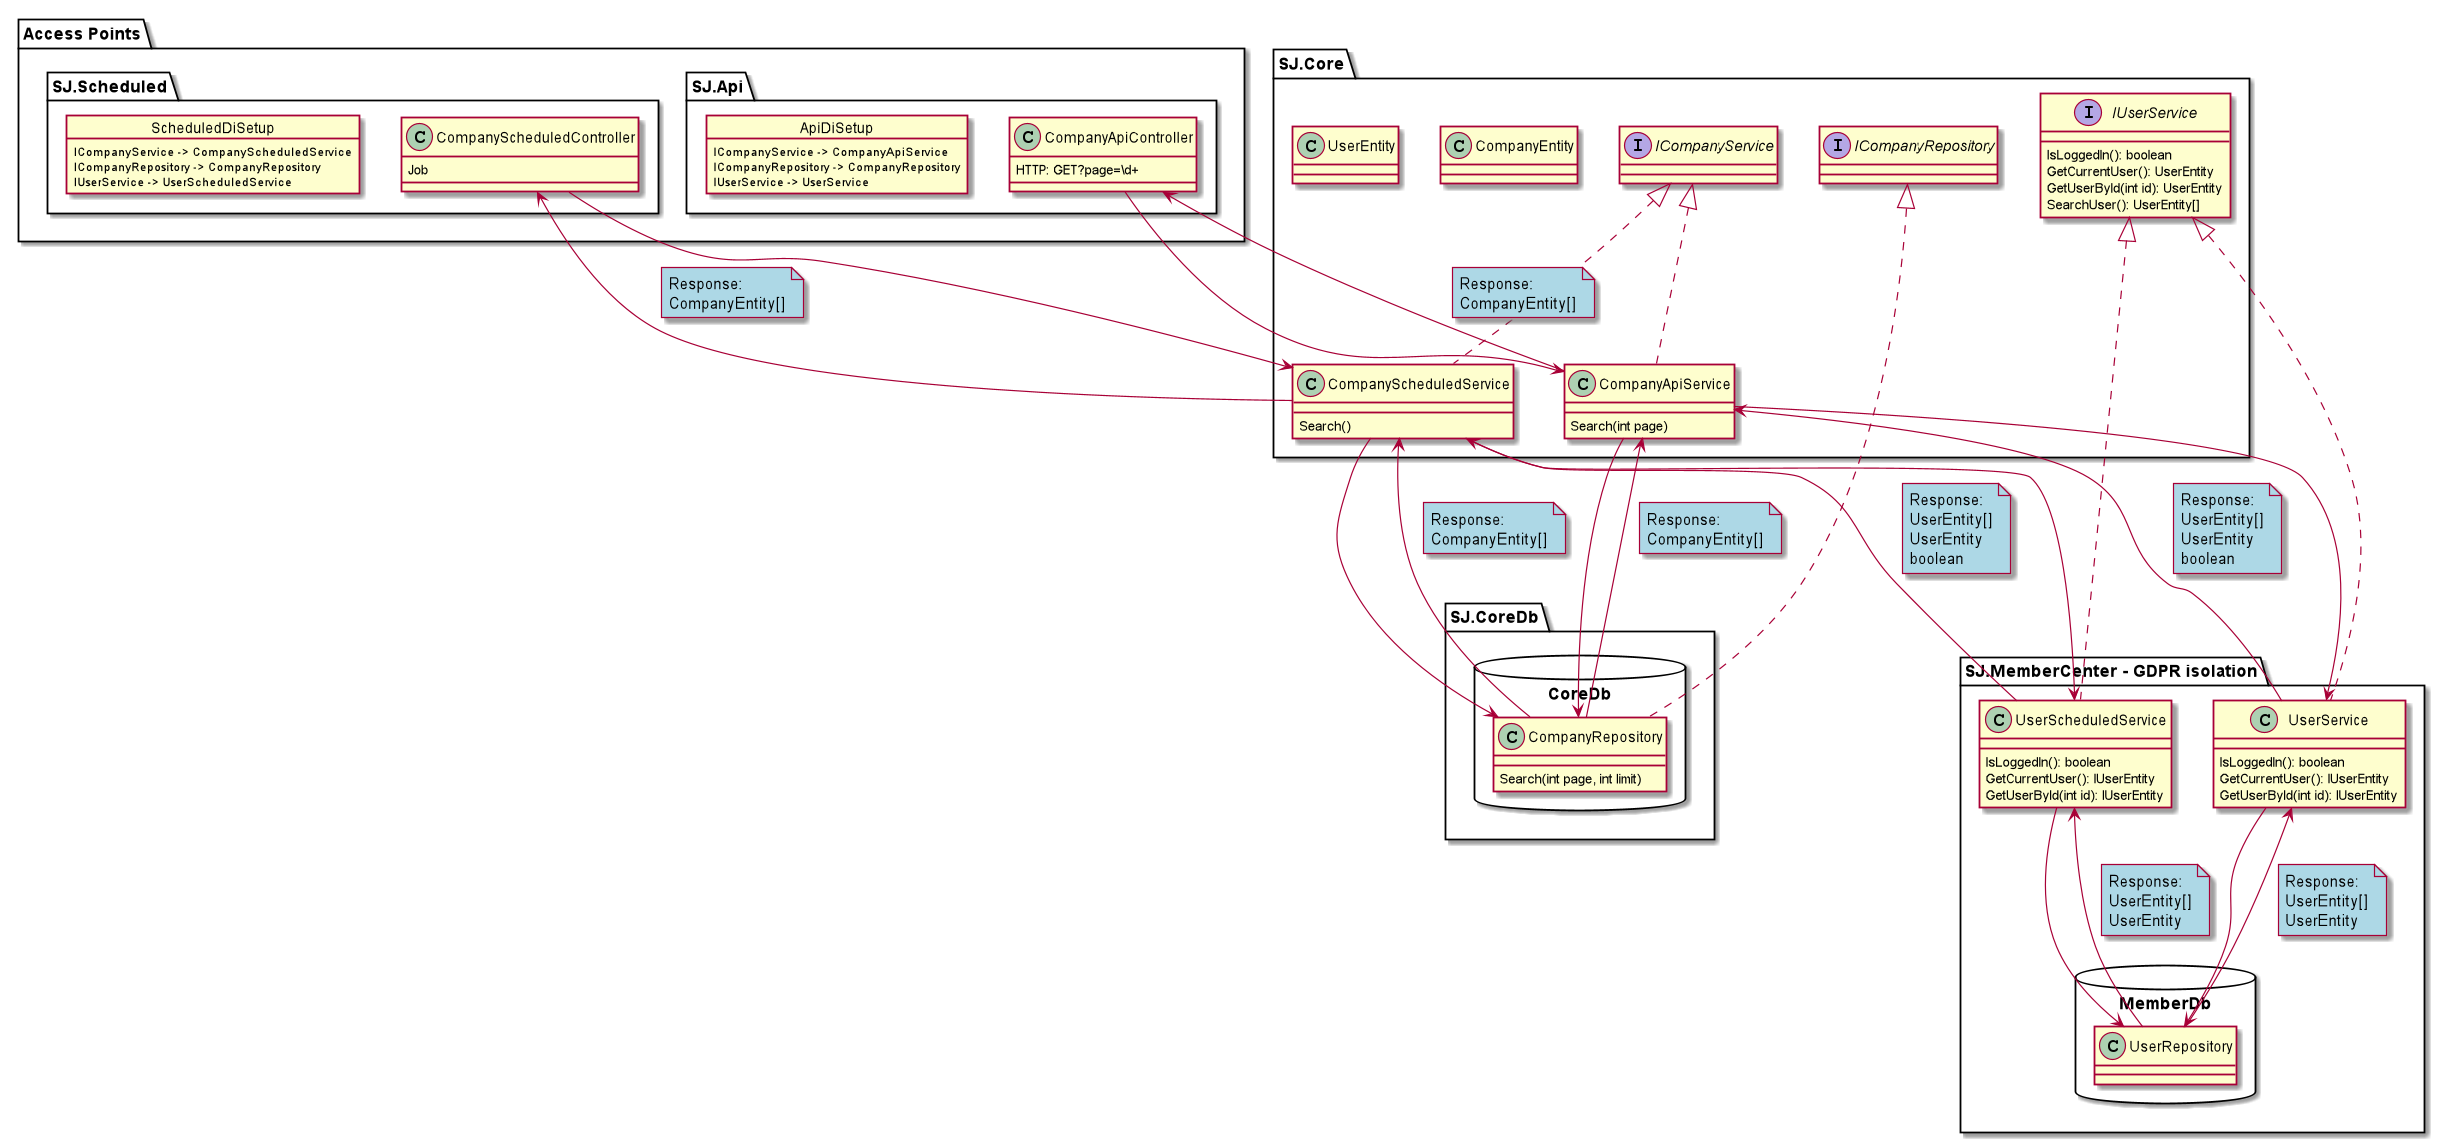 Access Points
SJ.Scheduled
ScheduledDiSetup
ICompanyService -> CompanyScheduledService
ICompanyRepository -> CompanyRepository
IUserService -> UserScheduledService
C CompanyScheduledController
Job
SJ.Api
ApiDiSetup
ICompanyService -> CompanyApiService
ICompanyRepository -> CompanyRepository
IUserService -> UserService
C CompanyApiController
HTTP: GET?page=\d+
SJ.Core
C UserEntity
C CompanyEntity
I ICompanyService
I ICompanyRepository
I IUserService
IsLoggedIn(): boolean
GetCurrentUser(): UserEntity
GetUserById(int id): UserEntity
SearchUser(): UserEntity[]
Response:
CompanyEntity[]
Response:
CompanyEntity[]
C CompanyScheduledService
Search()
C CompanyApiService
Search(int page)
Response:
CompanyEntity[]
Response:
CompanyEntity[]
Response:
UserEntity[]
UserEntity
boolean
Response:
UserEntity[]
UserEntity
boolean
SJ.CoreDb
CoreDb
C CompanyRepository
Search(int page, int limit)
SJ.MemberCenter - GDPR isolation
C UserScheduledService
IsLoggedIn(): boolean
GetCurrentUser(): IUserEntity
GetUserById(int id): IUserEntity
C UserService
IsLoggedIn(): boolean
GetCurrentUser(): IUserEntity
GetUserById(int id): IUserEntity
Response:
UserEntity[]
UserEntity
Response:
UserEntity[]
UserEntity
MemberDb
C UserRepository